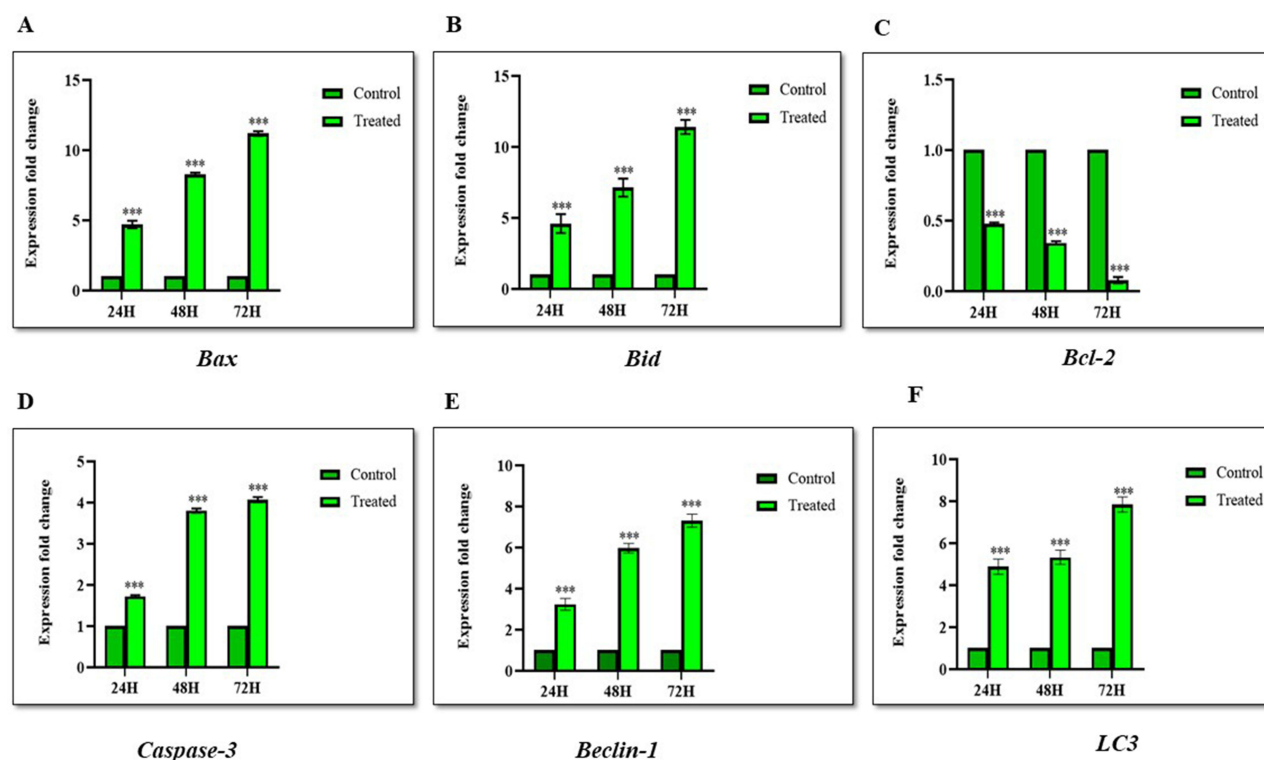 A
Expression fold change
15
10
5
0
***
***
***
24H 48H 72H
Control
Treated
Bax
B
Expression fold change
15
10
5
0
***
***
***
24H 48H 72H
Control
Treated
Bid
C
Expression fold change
1.5
1.0
0.5
0.0
***
***
***
24H 48H 72H
Control
Treated
Bcl-2
D
Expression fold change
5
4
3
2
1
0
***
***
***
24H 48H 72H
Control
Treated
Caspase-3
E
Expression fold change
10
8
6
4
2
0
***
***
***
24H 48H 72H
Control
Treated
Beclin-1
F
Expression fold change
10
8
6
4
2
0
***
***
***
24H 48H 72H
Control
Treated
LC3